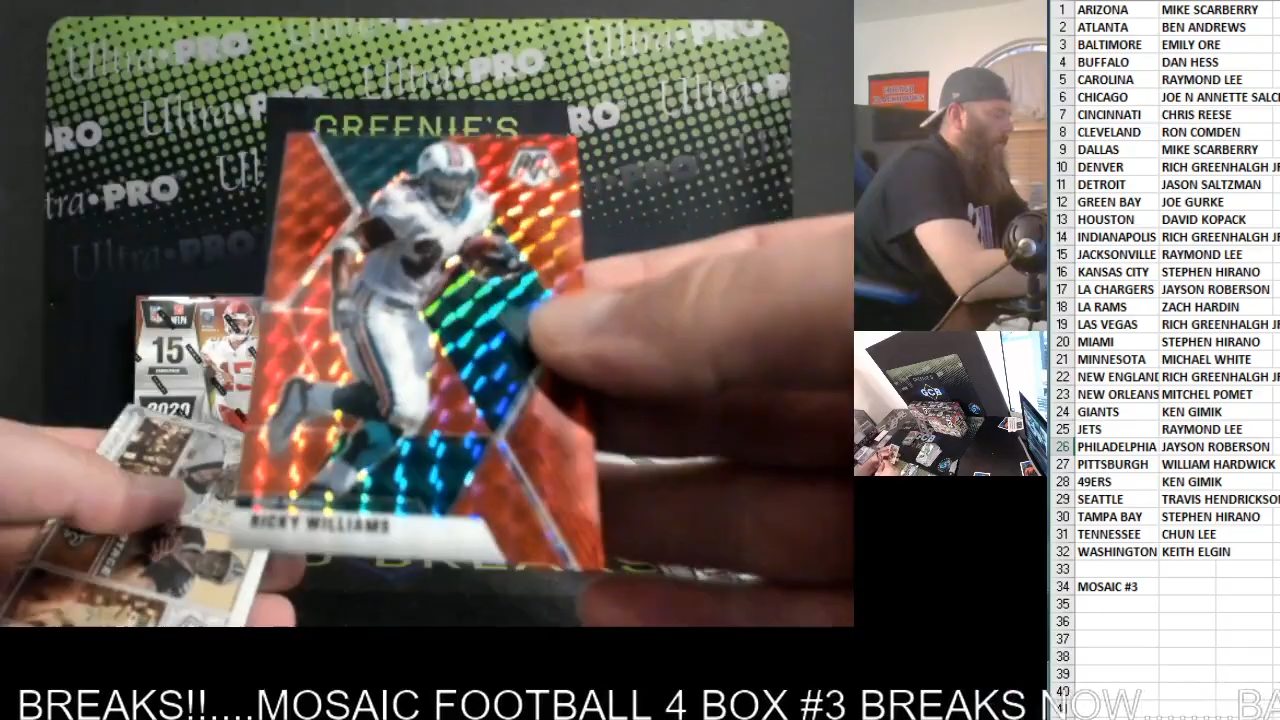 Ultra•PRO
PRO
GREENIE'S
RICKY WILLIAMS
15
2020
1 ARIZONA MIKE SCARBERRY
2 ATLANTA BEN ANDREWS
3 BALTIMORE EMILY ORE
4 BUFFALO DAN HESS
5 CAROLINA RAYMOND LEE
6 CHICAGO JOE N ANNETTE SALCI
7 CINCINNATI CHRIS REESE
8 CLEVELAND RON COMDEN
9 DALLAS MIKE SCARBERRY
10 DENVER RICH GREENHALGH JR
11 DETROIT JASON SALTZMAN
12 GREEN BAY JOE GURKE
13 HOUSTON DAVID KOPACK
14 INDIANAPOLIS RICH GREENHALGH JR
15 JACKSONVILLE RAYMOND LEE
16 KANSAS CITY STEPHEN HIRANO
17 LA CHARGERS JAYSON ROBERSON
18 LA RAMS ZACH HARDIN
19 LAS VEGAS RICH GREENHALGH JR
20 MIAMI STEPHEN HIRANO
21 MINNESOTA MICHAEL WHITE
22 NEW ENGLAND RICH GREENHALGH JR
23 NEW ORLEANS MITCHEL POMET
24 GIANTS KEN GIMIK
25 JETS RAYMOND LEE
26 PHILADELPHIA JAYSON ROBERSON
27 PITTSBURGH WILLIAM HARDWICK
28 49ERS KEN GIMIK
29 SEATTLE TRAVIS HENDRICKSON
30 TAMPA BAY STEPHEN HIRANO
31 TENNESSEE CHUN LEE
32 WASHINGTON KEITH ELGIN
33
34 MOSAIC #3
35
36
37
38
39
40
BREAKS!!....MOSAIC FOOTBALL 4 BOX #3 BREAKS NOW........BA